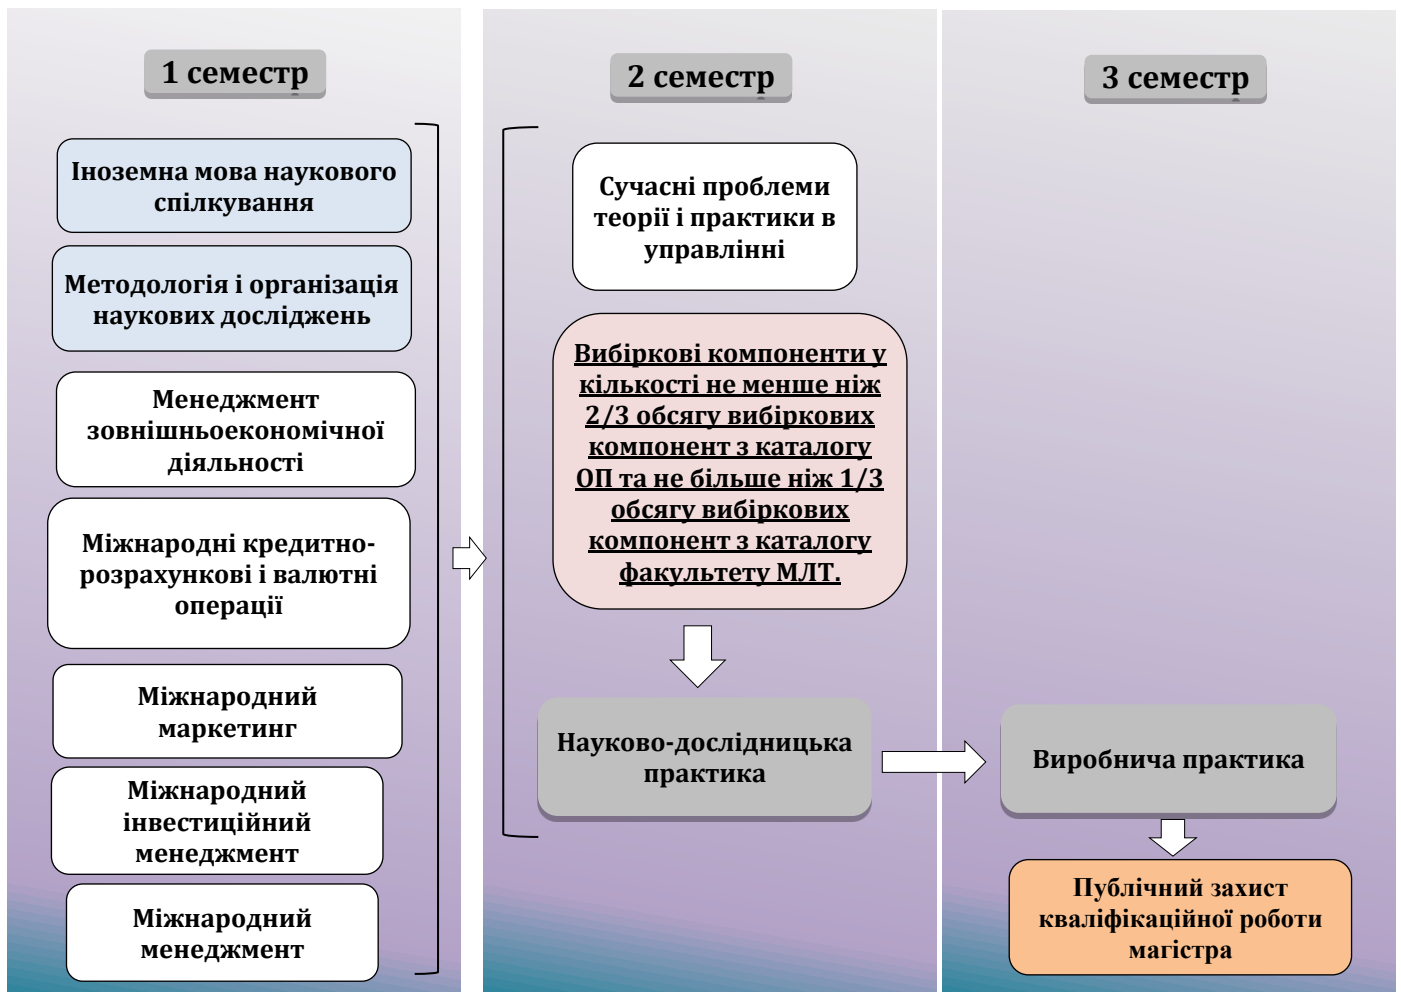 1 семестр
Іноземна мова наукового
спілкування
Методологія і організація
наукових досліджень
Менеджмент
зовнішньоекономічної
діяльності
Міжнародні кредитно-
розрахункові і валютні
операції
Міжнародний
маркетинг
Міжнародний
інвестиційний
менеджмент
Міжнародний
менеджмент
2 семестр
Сучасні проблеми
теорії і практики в
управлінні
Вибіркові компоненти у
кількості не менше ніж
2/3 обсягу вибіркових
компонент з каталогу
ОП та не більше ніж 1/3
обсягу вибіркових
компонент з каталогу
факультету МЛТ.
Науково-дослідницька
практика
3 семестр
Виробнича практика
Публічний захист
кваліфікаційної роботи
магістра